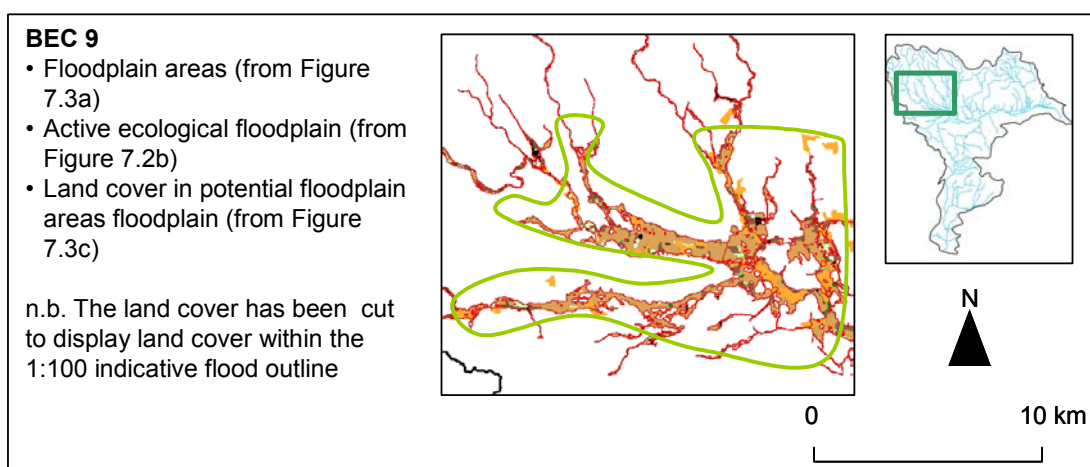 BEC 9
• Floodplain areas (from Figure
7.3a)
• Active ecological floodplain (from
Figure 7.2b)
• Land cover in potential floodplain
areas floodplain (from Figure
7.3c)
n.b. The land cover has been cut
to display land cover within the
1:100 indicative flood outline
N
0 10 km